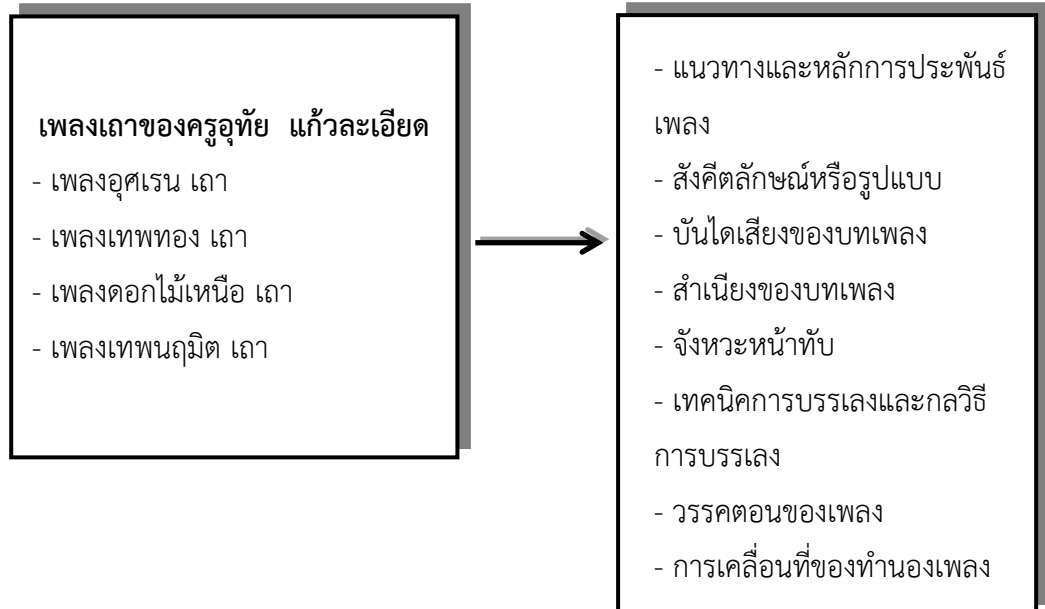 เพลงเถาของครูอุทัย แก้วละเอียด
- เพลงอุศเรน เถา
- เพลงเทพทอง เถา
- เพลงดอกไม้เหนือ เถา
- เพลงเทพนฤมิต เถา
- แนวทางและหลักการประพันธ์
เพลง
- สังคีตลักษณ์หรือรูปแบบ
- บันไดเสียงของบทเพลง
- สำเนียงของบทเพลง
- จังหวะหน้าทับ
- เทคนิคการบรรเลงและกลวิธี
การบรรเลง
- วรรคตอนของเพลง
- การเคลื่อนที่ของทำนองเพลง